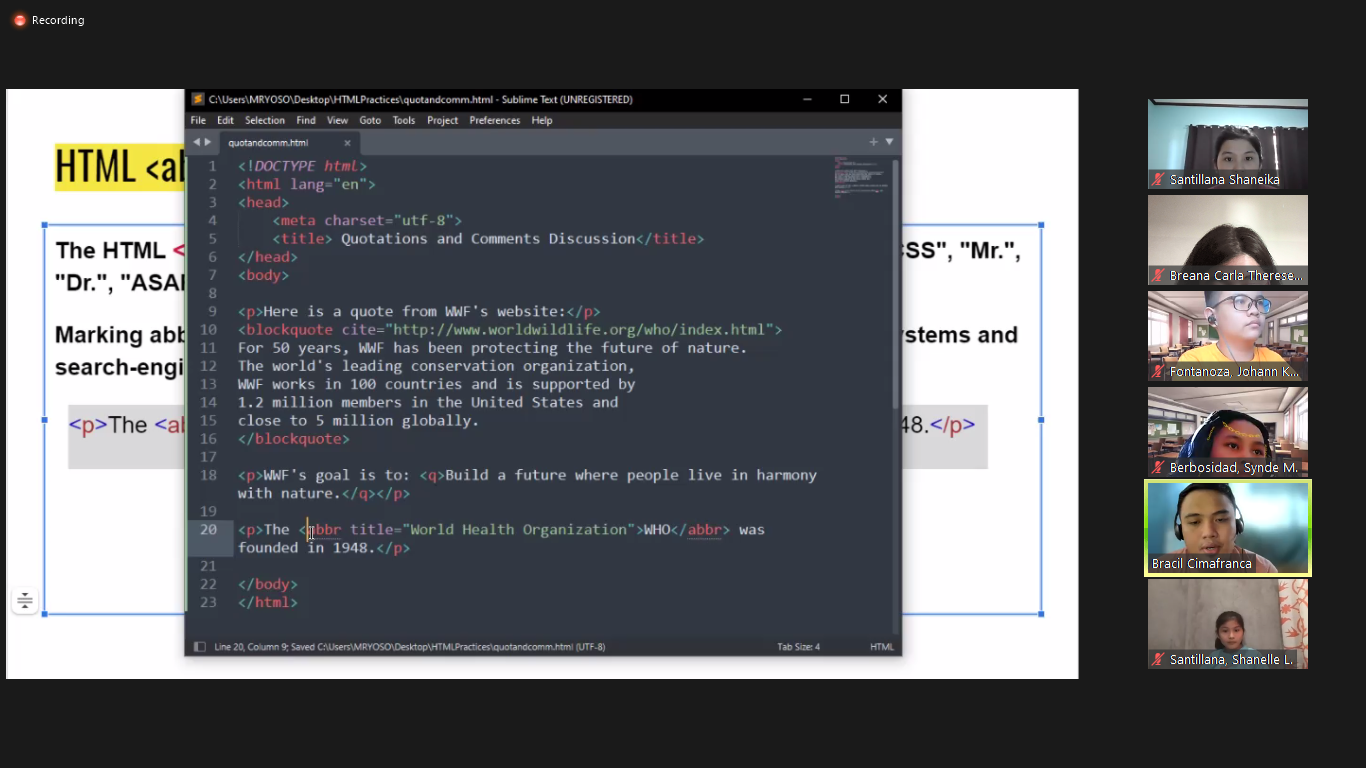 Recording
C:\Users\MRYOSO\Desktop\HTMLPractices\quotandcomm.html - Sublime Text (UNREGISTERED)
File Edit Selection Find View Goto Tools Project Preferences Help
quotandcomm.html
1 <!DOCTYPE html>
2 <html lang="en">
3 <head>
4 <meta charset="utf-8">
5 <title> Quotations and Comments Discussion</title>
6 </head>
7 <body>
8
9 <p>Here is a quote from WWF's website:</p>
10 <blockquote cite="http://www.worldwildlife.org/who/index.html">
11 For 50 years, WWF has been protecting the future of nature.
12 The world's leading conservation organization,
13 WWF works in 100 countries and is supported by
14 1.2 million members in the United States and
15 close to 5 million globally.
16 </blockquote>
17
18 <p>WWF's goal is to: <q>Build a future where people live in harmony
with nature.</q></p>
19
20 <p>The <abbr title="World Health Organization">WHO</abbr> was
founded in 1948.</p>
21
22 </body>
23 </html>
Line 20, Column 9; Saved C:\Users\MRYOSO\Desktop\HTMLPractices\quotandcomm.html (UTF-8) Tab Size: 4 HTML
HTML <ab
The HTML < CSS", "Mr.",
"Dr.", "ASAP
Marking abb stems and
search-engi
<p>The <ab 48.</p>
Santillana Shaneika
Breana Carla Therese...
Fontanoza, Johann K...
Berbosidad, Synde M.
Bracil Cimafranca
Santillana, Shanelle L.